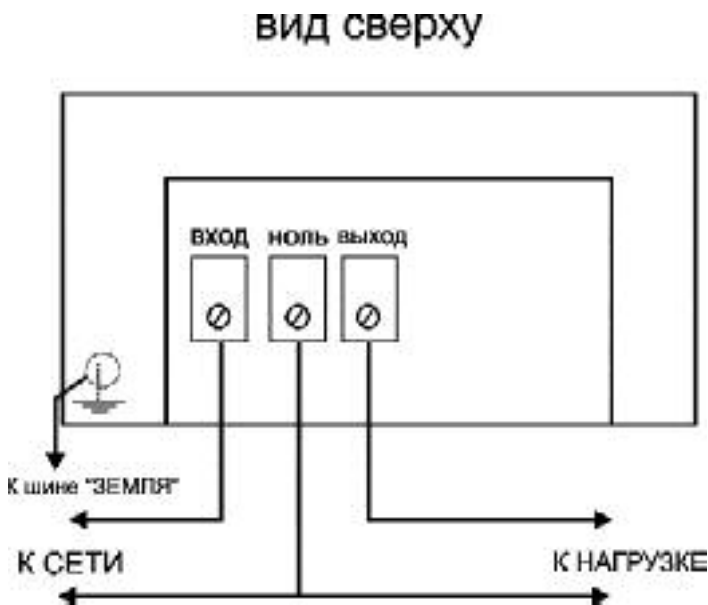 вид сверху
ВХОД НОЛЬ ВЫХОД
К шине "ЗЕМЛЯ"
К СЕТИ К НАГРУЗКЕ